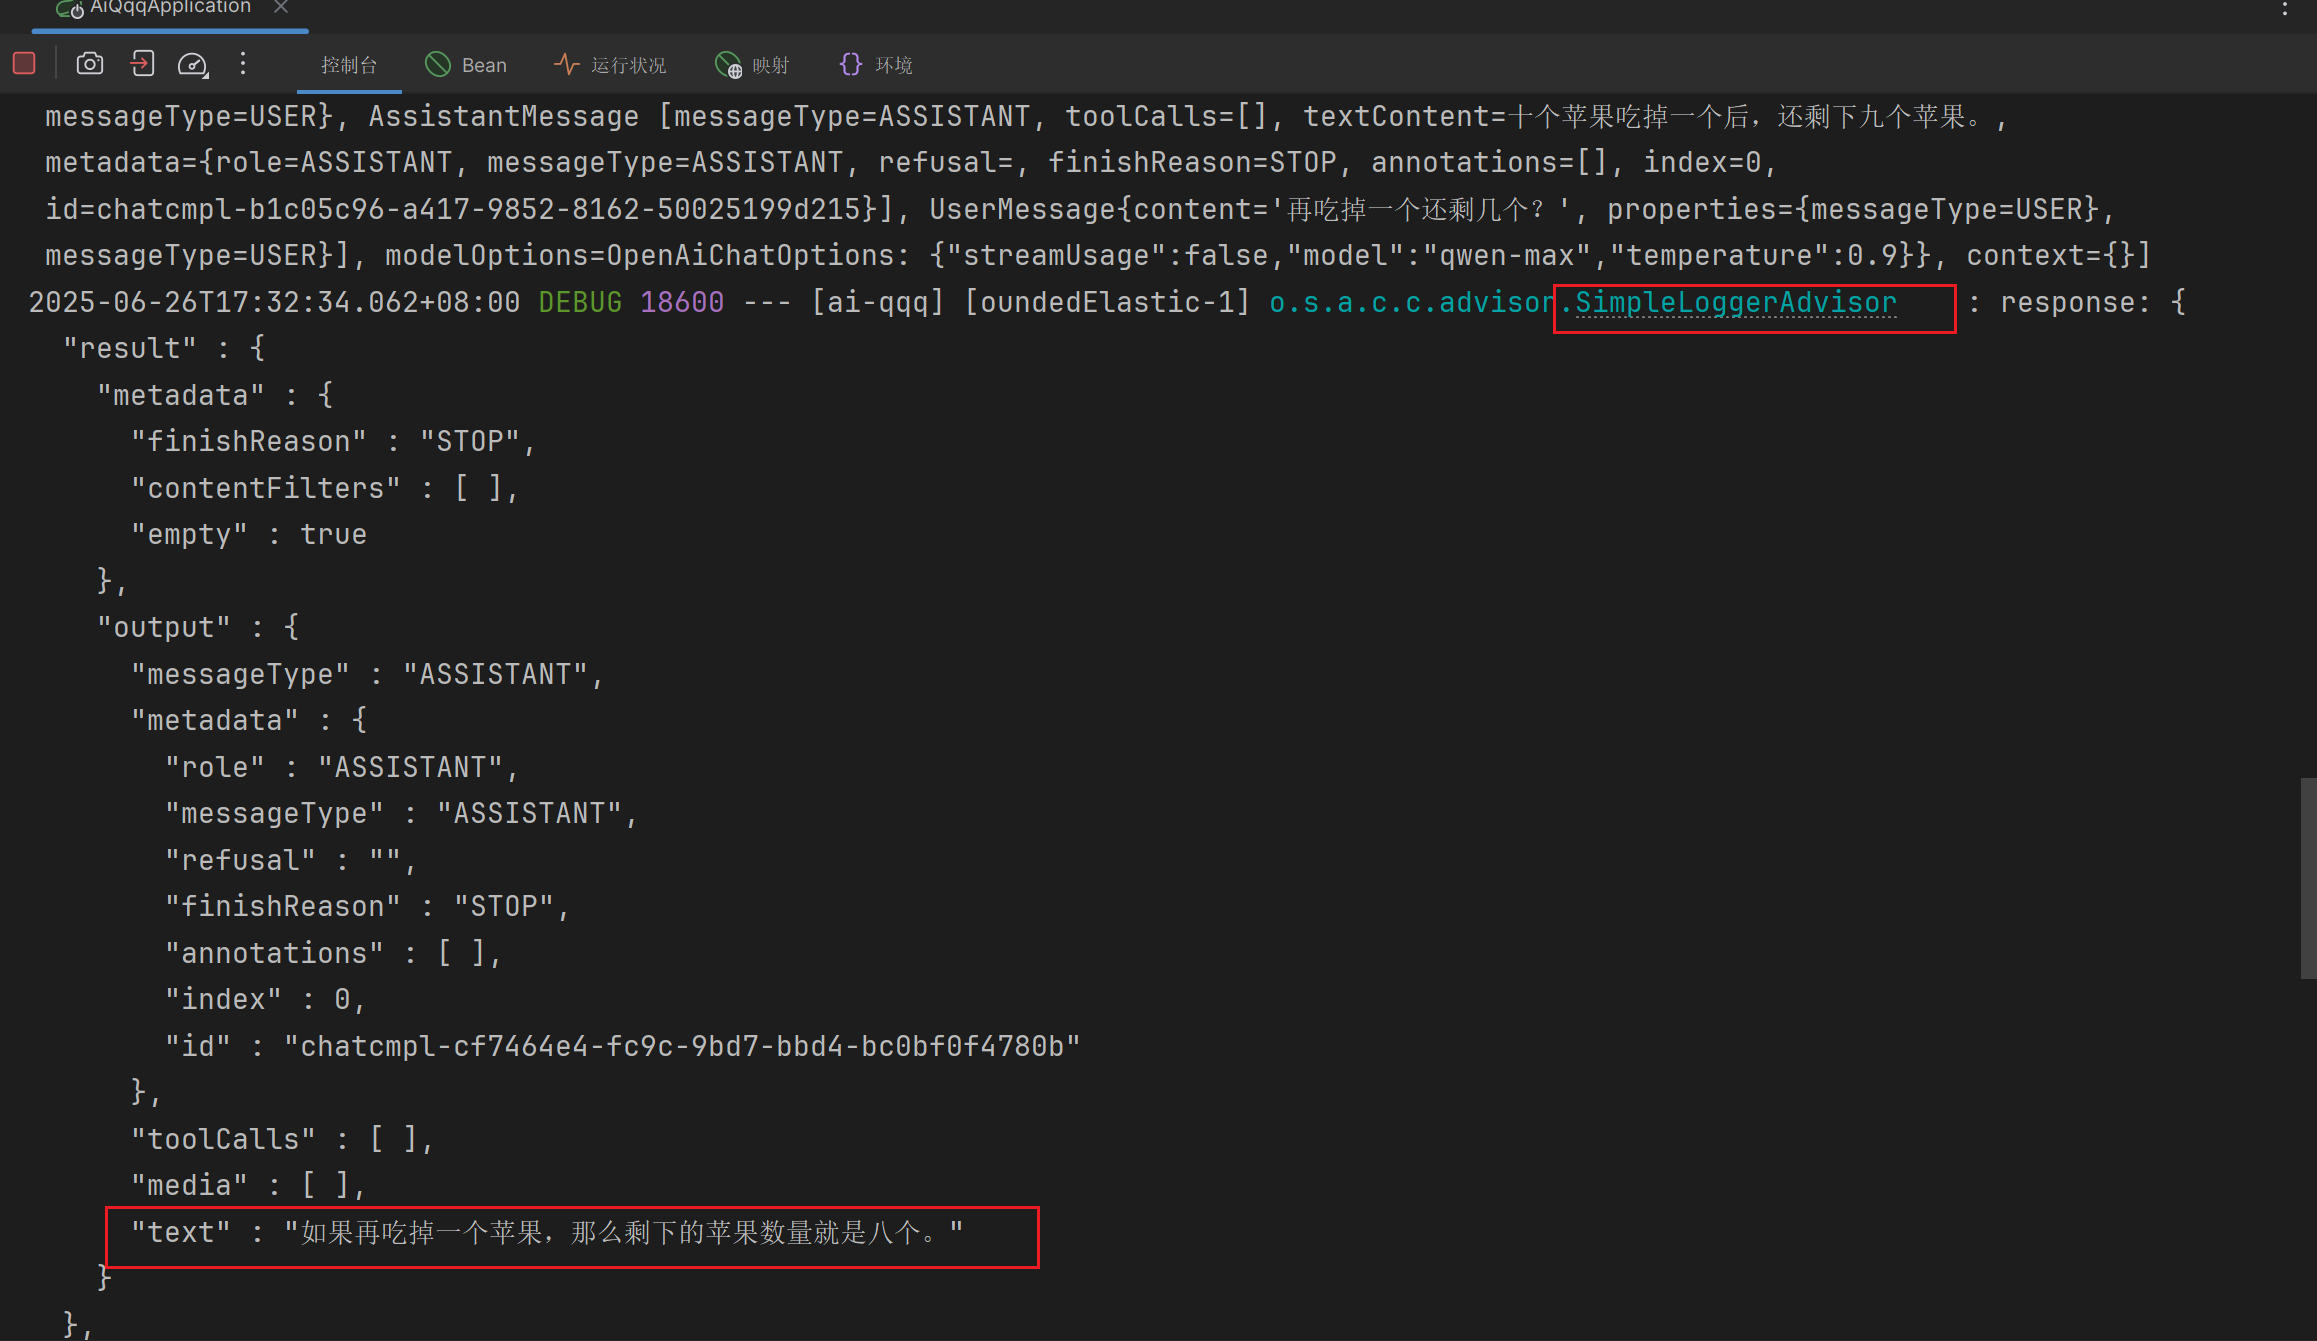 AiQqqApplication
控制台 Bean 运行状况 映射 环境
messageType=USER}, AssistantMessage [messageType=ASSISTANT, toolCalls=[], textContent=十个苹果吃掉一个后，还剩下九个苹果。,
metadata={role=ASSISTANT, messageType=ASSISTANT, refusal=, finishReason=STOP, annotations=[], index=0,
id=chatcmpl-b1c05c96-a417-9852-8162-50025199d215}], UserMessage{content='再吃掉一个还剩几个？', properties={messageType=USER},
messageType=USER}], modelOptions=OpenAiChatOptions: {"streamUsage":false,"model":"qwen-max","temperature":0.9}}, context={}]
2025-06-26T17:32:34.062+08:00 DEBUG 18600 --- [ai-qqq] [oundedElastic-1] o.s.a.c.c.advisor.SimpleLoggerAdvisor : response: {
"result" : {
"metadata" : {
"finishReason" : "STOP",
"contentFilters" : [ ],
"empty" : true
},
"output" : {
"messageType" : "ASSISTANT",
"metadata" : {
"role" : "ASSISTANT",
"messageType" : "ASSISTANT",
"refusal" : "",
"finishReason" : "STOP",
"annotations" : [ ],
"index" : 0,
"id" : "chatcmpl-cf7464e4-fc9c-9bd7-bbd4-bc0bf0f4780b"
},
"toolCalls" : [ ],
"media" : [ ],
"text" : "如果再吃掉一个苹果，那么剩下的苹果数量就是八个。"
}
},